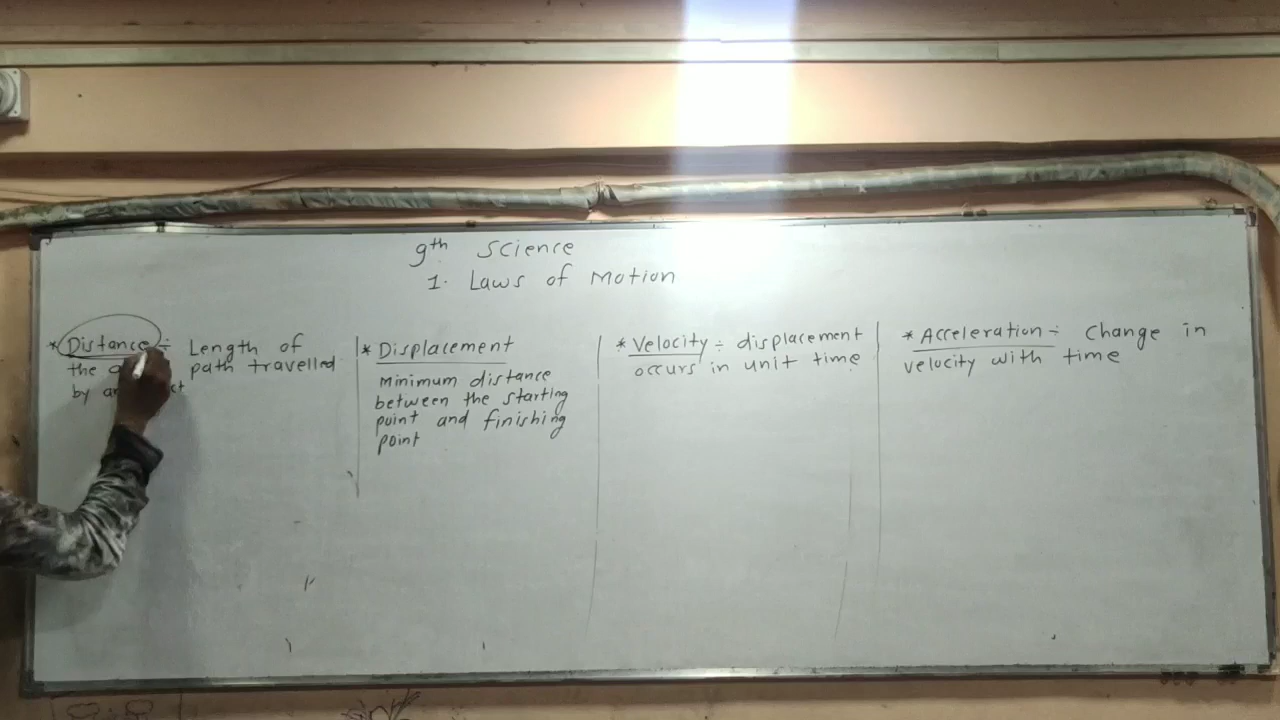 9th Science
1. Laws of Motion
* Distance ÷ Length of
the path travelled
by an
* Displacement
Minimum distance
between the starting
point and finishing
point
* Velocity ÷ displacement
occurs in unit time
* Acceleration ÷ Change in
velocity with time